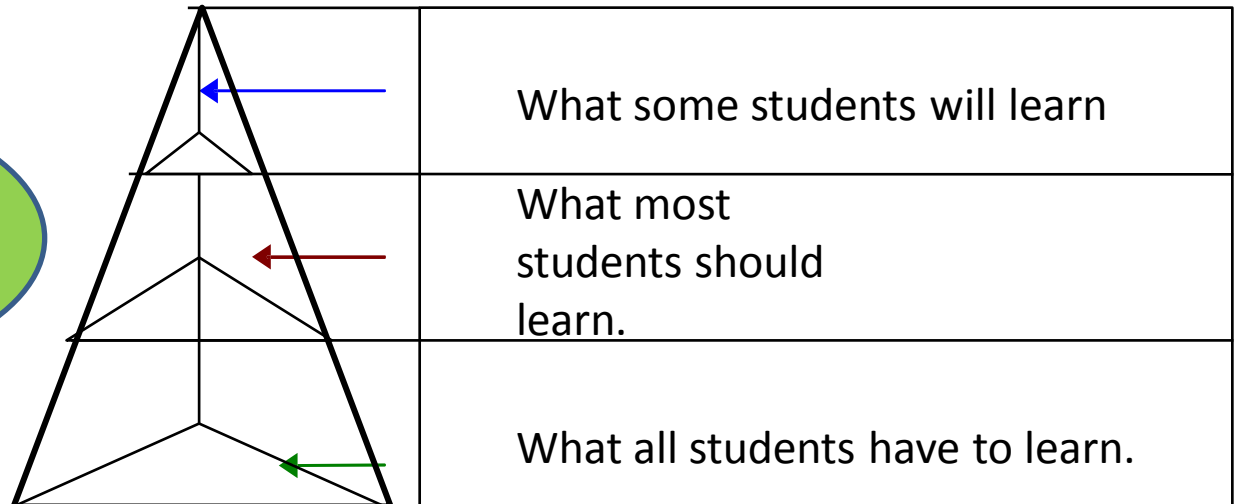 What some students will learn
What most
students should
learn.
What all students have to learn.